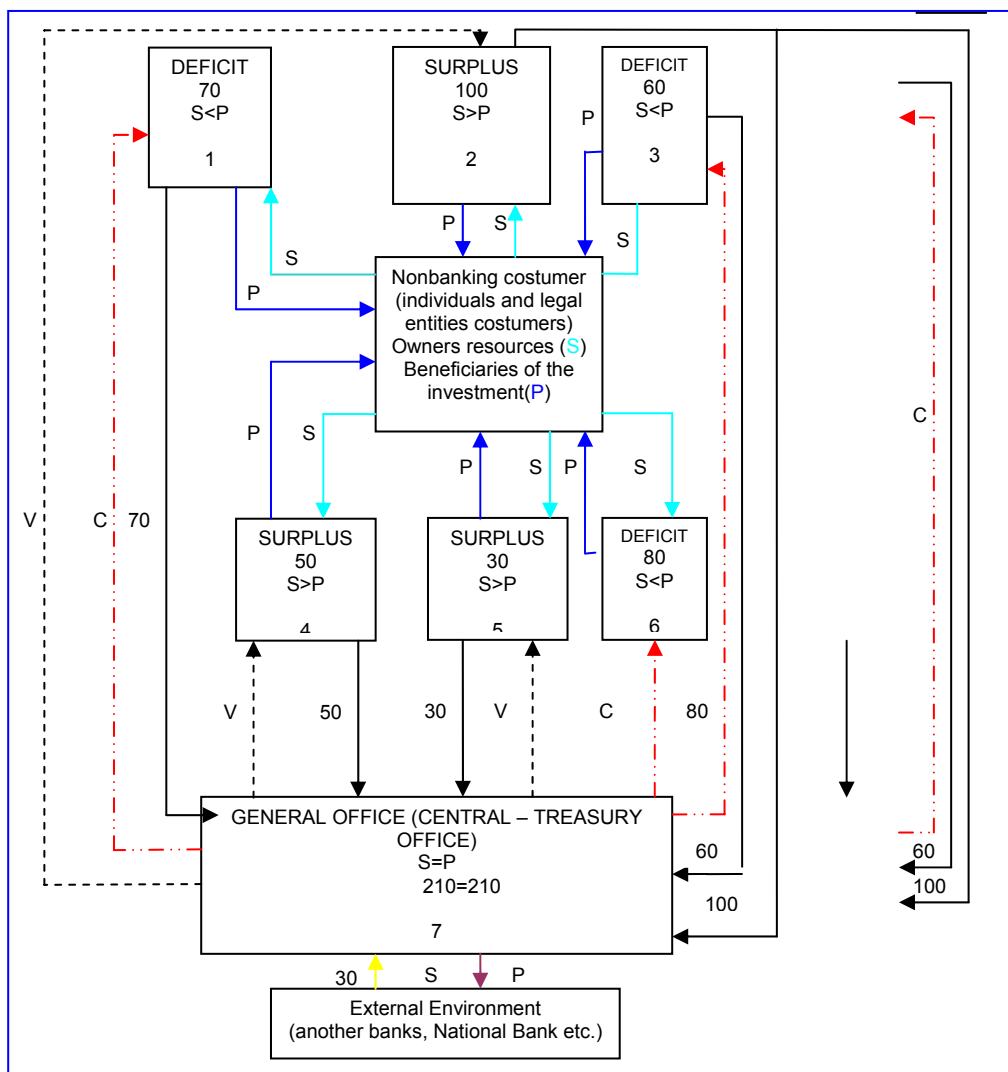 DEFICIT
70
S<P
1
SURPLUS
100
S>P
2
DEFICIT
60
S<P
3
P
P
S
S
S
P
Nonbanking costumer
(individuals and legal
entities costumers)
Owners resources (S)
Beneficiaries of the
investment(P)
P
S
P
S
P
S
C
V
C
70
SURPLUS
50
S>P
4
SURPLUS
30
S>P
5
DEFICIT
80
S<P
6
V
50
30
V
C
80
GENERAL OFFICE (CENTRAL – TREASURY
OFFICE)
S=P
210=210
7
60
100
60
100
30
S
P
External Environment
(another banks, National Bank etc.)